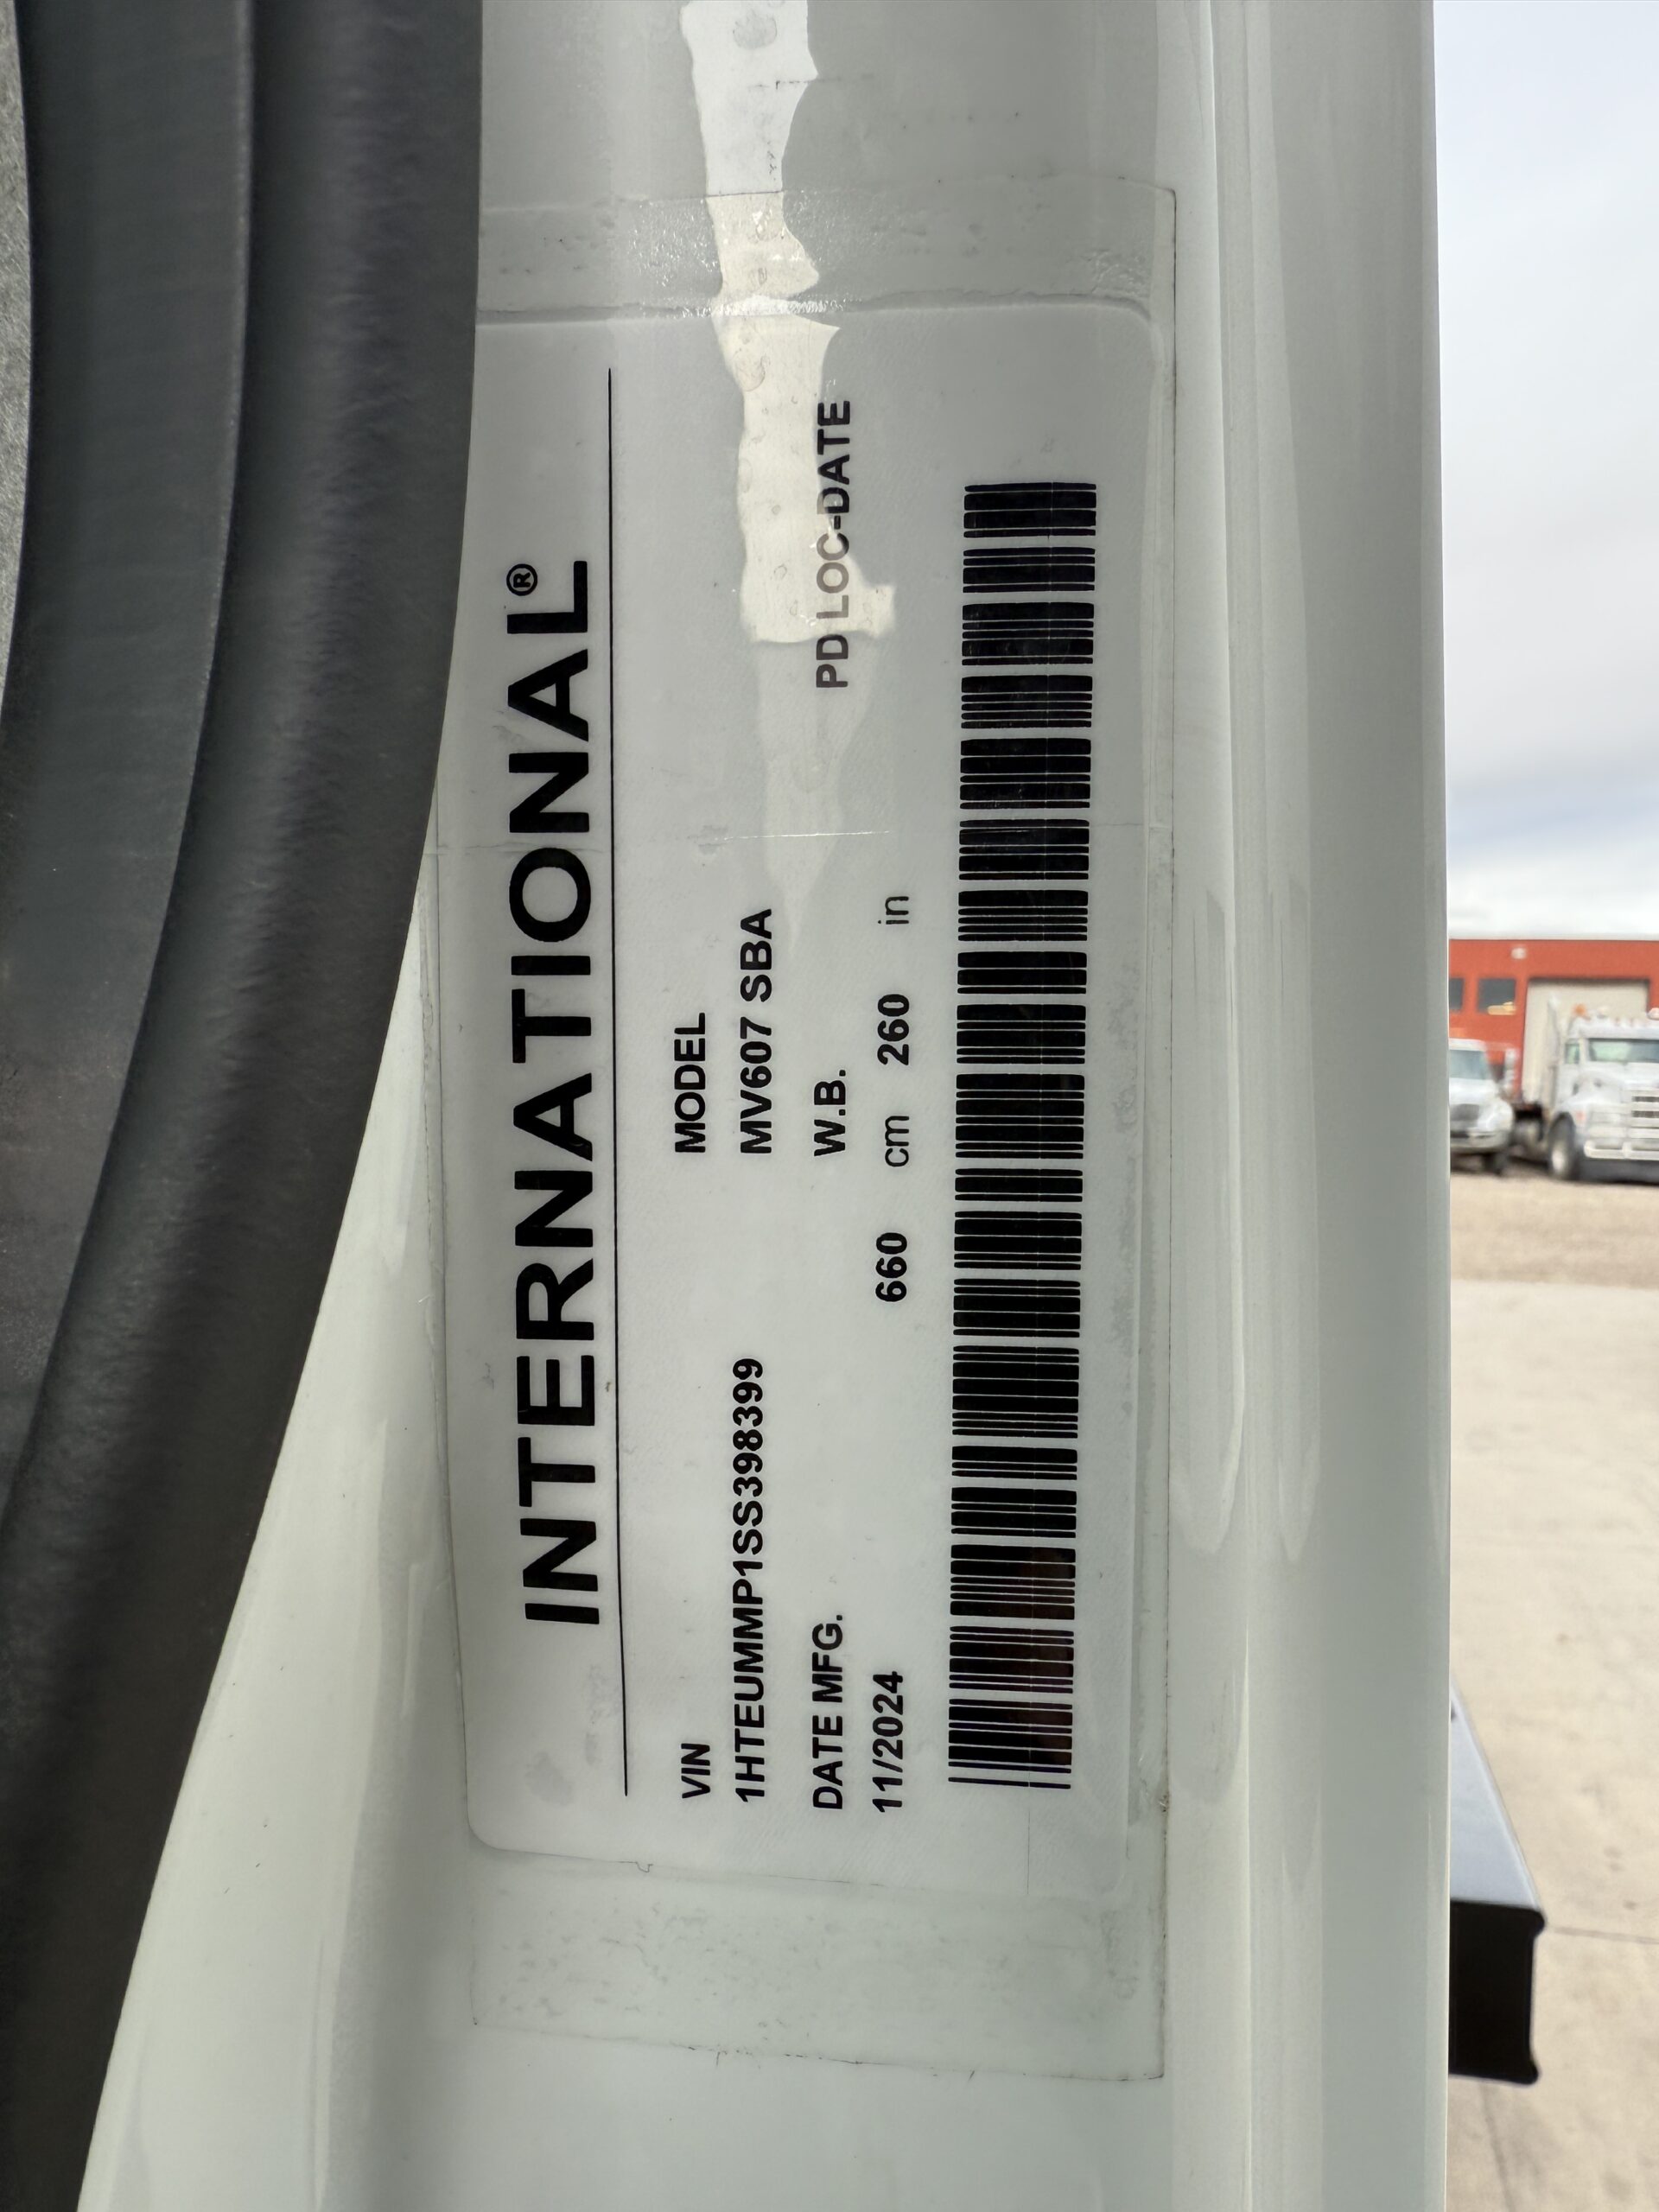 INTERNATIONAL®
VIN
1HTEUMMP1SS398399
MODEL
MV607 SBA
DATE MFG.
11/2024
W.B.
660 cm 260 in
PD LOC-DATE